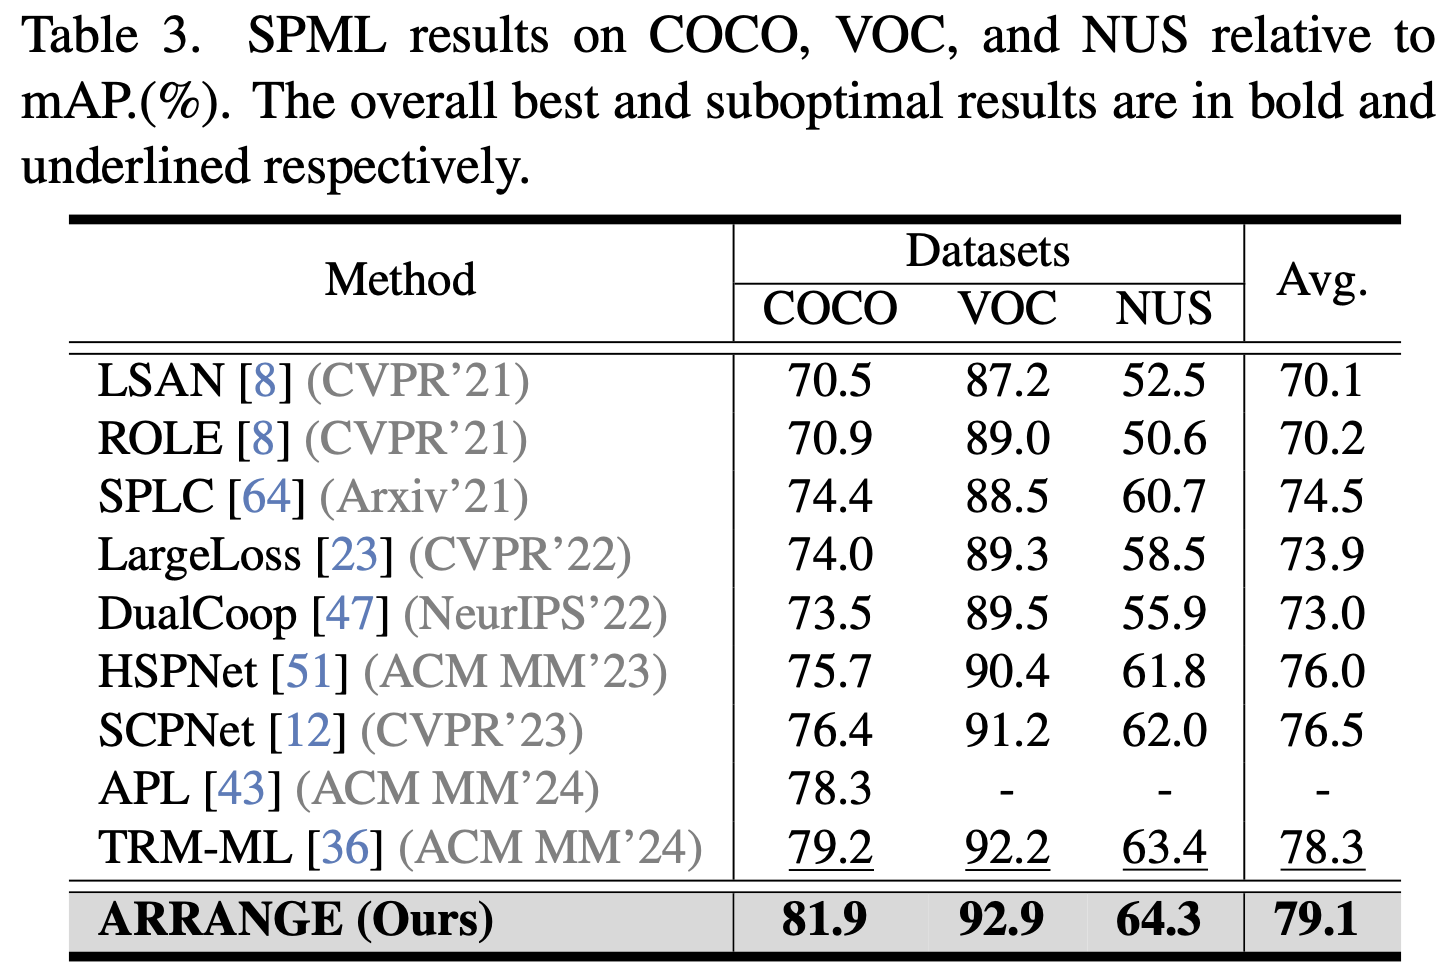 Table 3. SPML results on COCO, VOC, and NUS relative to
mAP.(%). The overall best and suboptimal results are in bold and
underlined respectively.
Method Datasets Avg.
COCO VOC NUS
LSAN [8] (CVPR’21) 70.5 87.2 52.5 70.1
ROLE [8] (CVPR’21) 70.9 89.0 50.6 70.2
SPLC [64] (Arxiv’21) 74.4 88.5 60.7 74.5
LargeLoss [23] (CVPR’22) 74.0 89.3 58.5 73.9
DualCoop [47] (NeurIPS’22) 73.5 89.5 55.9 73.0
HSPNet [51] (ACM MM’23) 75.7 90.4 61.8 76.0
SCPNet [12] (CVPR’23) 76.4 91.2 62.0 76.5
APL [43] (ACM MM’24) 78.3 - - -
TRM-ML [36] (ACM MM’24) 79.2 92.2 63.4 78.3
ARRANGE (Ours) 81.9 92.9 64.3 79.1